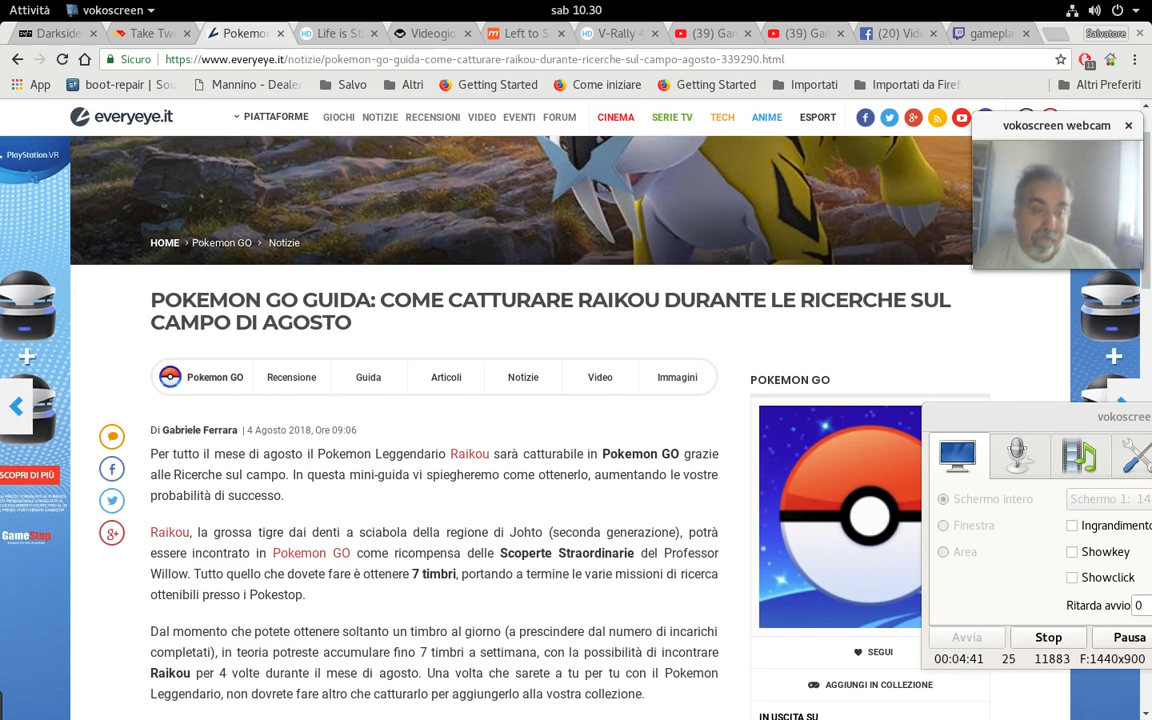 Attività vokoscreen sab 10.30
Darkside Take Two Pokemon Life is St Videogio Left to S V-Rally 4 (39) Ga (39) Ga (20) Vid gamepla Salvatore
Sicuro https://www.everyeye.it/notizie/pokemon-go-guida-come-catturare-raikou-durante-ricerche-sul-campo-agosto-339290.html 11
App boot-repair | Sou Mannino - Deale Salvo Altri Getting Started Come iniziare Getting Started Importati Importati da Firef Altri Preferiti
everyeye.it PIATTAFORME GIOCHI NOTIZIE RECENSIONI VIDEO EVENTI FORUM CINEMA SERIE TV TECH ANIME ESPORT
vokoscreen webcam
PlayStation.VR
HOME > Pokemon GO > Notizie
POKEMON GO GUIDA: COME CATTURARE RAIKOU DURANTE LE RICERCHE SUL
CAMPO DI AGOSTO
Pokemon GO Recensione Guida Articoli Notizie Video Immagini
POKEMON GO
Di Gabriele Ferrara | 4 Agosto 2018, Ore 09:06
Per tutto il mese di agosto il Pokemon Leggendario Raikou sarà catturabile in Pokemon GO grazie
alle Ricerche sul campo. In questa mini-guida vi spiegheremo come ottenerlo, aumentando le vostre
probabilità di successo.
Raikou, la grossa tigre dai denti a sciabola della regione di Johto (seconda generazione), potrà
essere incontrato in Pokemon GO come ricompensa delle Scoperte Straordinarie del Professor
Willow. Tutto quello che dovete fare è ottenere 7 timbri, portando a termine le varie missioni di ricerca
ottenibili presso i Pokestop.
Dal momento che potete ottenere soltanto un timbro al giorno (a prescindere dal numero di incarichi
completati), in teoria potreste accumulare fino 7 timbri a settimana, con la possibilità di incontrare
Raikou per 4 volte durante il mese di agosto. Una volta che sarete a tu per tu con il Pokemon
Leggendario, non dovrete fare altro che catturarlo per aggiungerlo alla vostra collezione.
SCOPRI DI PIÙ
GameStop
SEGUI
AGGIUNGI IN COLLEZIONE
IN USCITA SU
vokoscree
Schermo intero Schermo 1: 14
Finestra Ingrandimento
Area Showkey
Showclick
Ritarda avvio 0
Avvia Stop Pausa
00:04:41 25 11883 F:1440x900